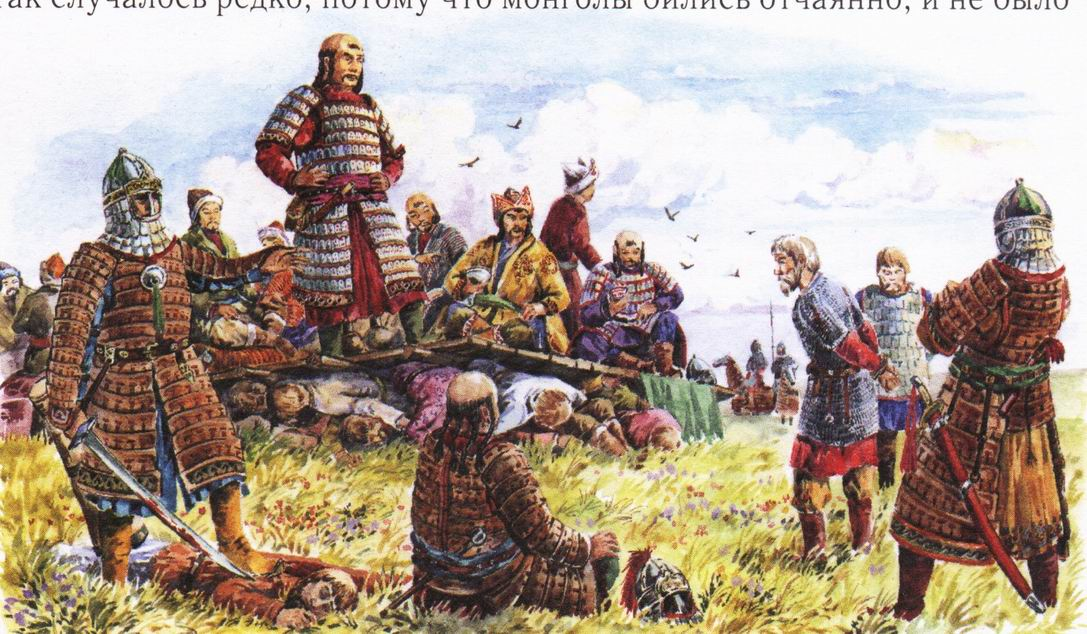 так случалось редко, потому что монголы бились отчаянно, и не было